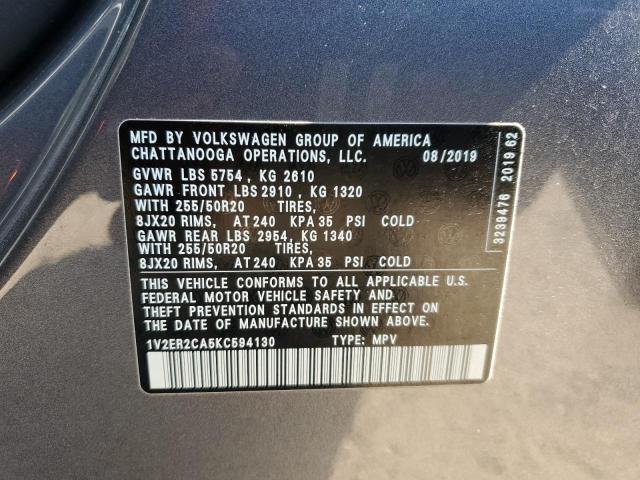 MFD BY VOLKSWAGEN GROUP OF AMERICA
CHATTANOOGA OPERATIONS, LLC. 08/2019
GVWR LBS 5754 , KG 2610
GAWR FRONT LBS 2910 , KG 1320
WITH 255/50R20 TIRES,
8JX20 RIMS, AT 240 KPA 35 PSI COLD
GAWR REAR LBS 2954, KG 1340
WITH 255/50R20 TIRES,
8JX20 RIMS, AT 240 KPA 35 PSI COLD
THIS VEHICLE CONFORMS TO ALL APPLICABLE U.S.
FEDERAL MOTOR VEHICLE SAFETY AND
THEFT PREVENTION STANDARDS IN EFFECT ON
THE DATE OF MANUFACTURE SHOWN ABOVE.
1V2ER2CA5KC594130 TYPE: MPV
3239476 2019 62